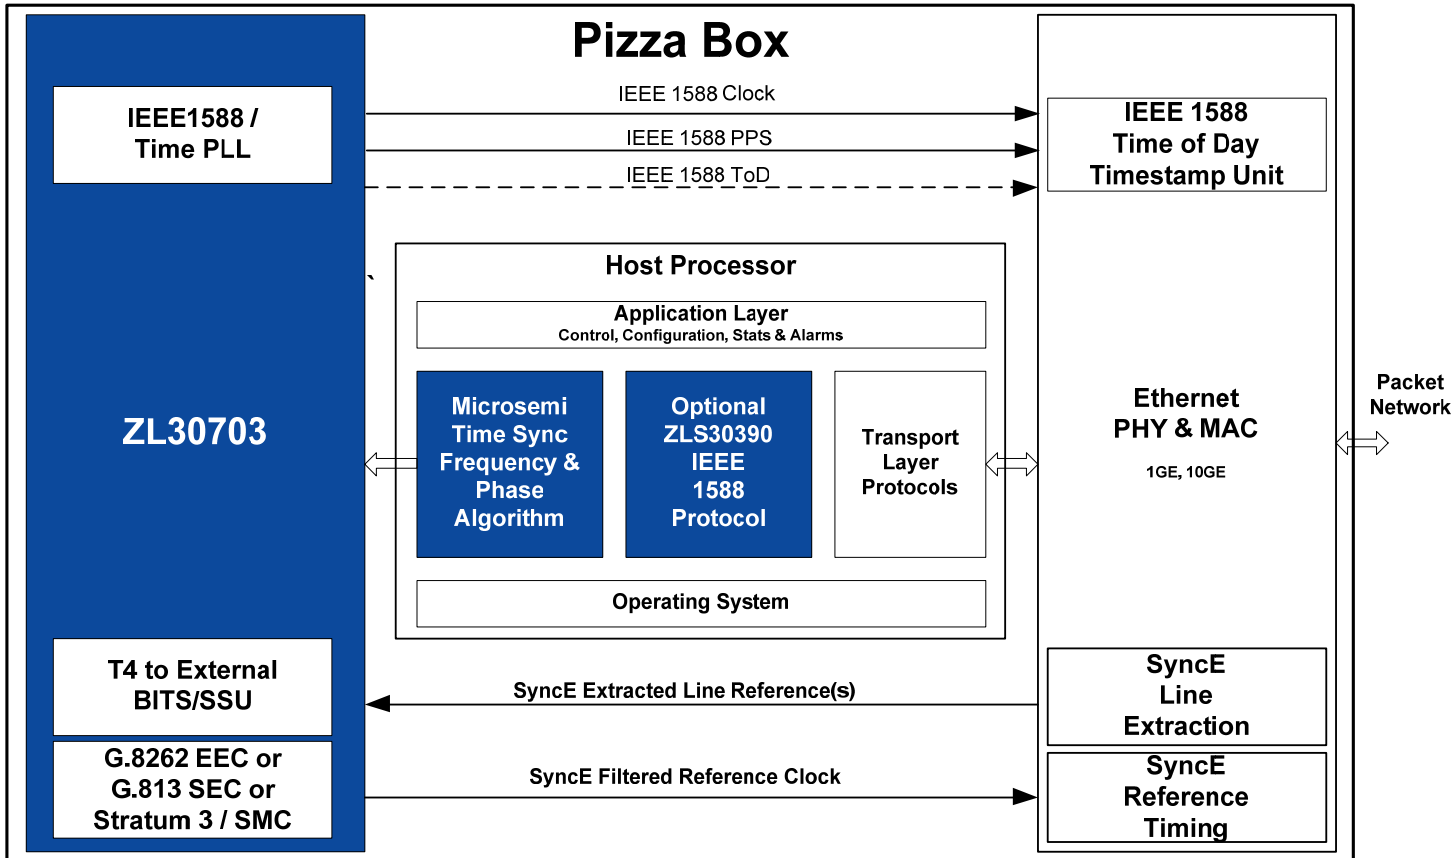 Pizza Box
IEEE1588 /
Time PLL
IEEE 1588 Clock
IEEE 1588 PPS
IEEE 1588 ToD
IEEE 1588
Time of Day
Timestamp Unit
ZL30703
`
Host Processor
Application Layer
Control, Configuration, Stats & Alarms
Microsemi
Time Sync
Frequency &
Phase
Algorithm
Optional
ZLS30390
IEEE
1588
Protocol
Transport
Layer
Protocols
Operating System
Ethernet
PHY & MAC
1GE, 10GE
Packet
Network
T4 to External
BITS/SSU
SyncE Extracted Line Reference(s)
SyncE
Line
Extraction
G.8262 EEC or
G.813 SEC or
Stratum 3 / SMC
SyncE Filtered Reference Clock
SyncE
Reference
Timing